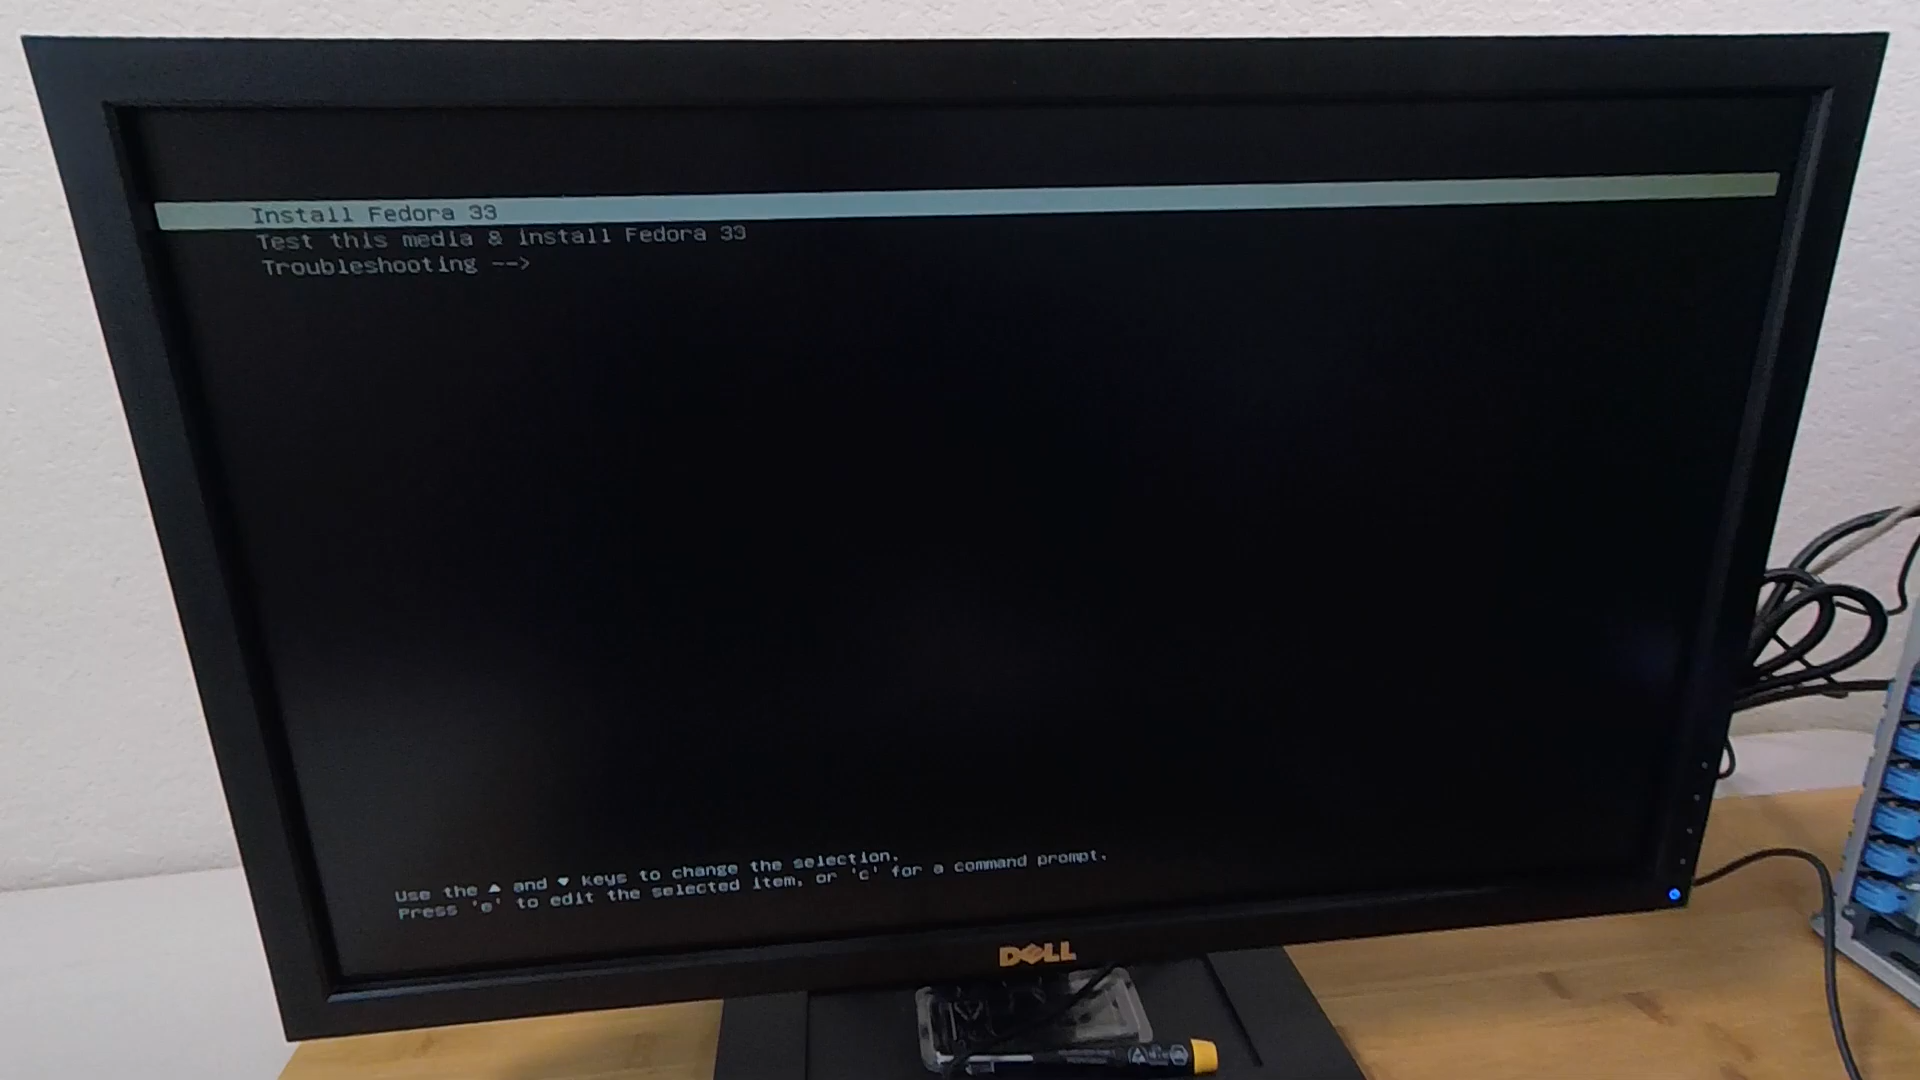 Install Fedora 33
Test this media & install Fedora 33
Troubleshooting -->
Use the ▲ and ▼ keys to change the selection.
Press 'e' to edit the selected item, or 'c' for a command prompt.
DELL